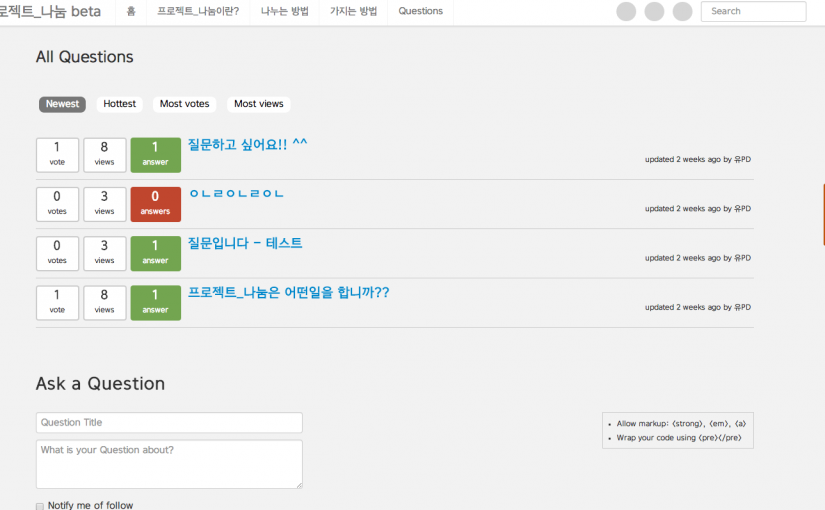 로젝트_나눔 beta 홈 프로젝트_나눔이란? 나누는 방법 가지는 방법 Questions Search
All Questions
Newest Hottest Most votes Most views
1 8 1 질문하고 싶어요!! ^^
vote views answer updated 2 weeks ago by 유PD
0 3 0 ㅇㄴㄹㅇㄴㄹㅇㄴ
votes views answers updated 2 weeks ago by 유PD
0 3 1 질문입니다 - 테스트
votes views answer updated 2 weeks ago by 유PD
1 8 1 프로젝트_나눔은 어떤일을 합니까??
vote views answer updated 2 weeks ago by 유PD
Ask a Question
Question Title
What is your Question about?
Allow markup: <strong>, <em>, <a>
Wrap your code using <pre></pre>
Notify me of follow